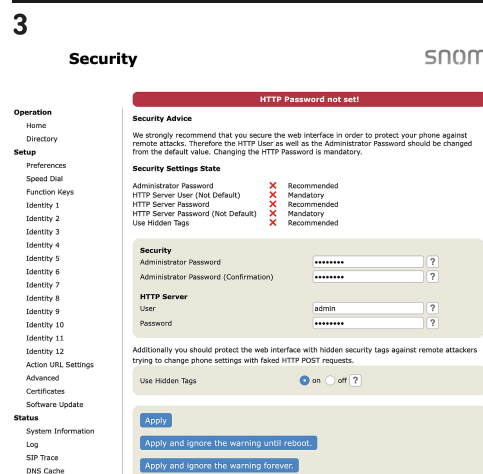 3
Security
snom
HTTP Password not set!
Operation
Home
Directory
Setup
Preferences
Speed Dial
Function Keys
Identity 1
Identity 2
Identity 3
Identity 4
Identity 5
Identity 6
Identity 7
Identity 8
Identity 9
Identity 10
Identity 11
Identity 12
Action URL Settings
Advanced
Certificates
Software Update
Status
System Information
Log
SIP Trace
DNS Cache
Security Advice
We strongly recommend that you secure the web interface in order to protect your phone against
remote attacks. Therefore the HTTP User as well as the Administrator Password should be changed
from the default value. Changing the HTTP Password is mandatory.
Security Settings State
Administrator Password ❌ Recommended
HTTP Server User (Not Default) ❌ Mandatory
HTTP Server Password ❌ Recommended
HTTP Server Password (Not Default) ❌ Mandatory
Use Hidden Tags ❌ Recommended
Security
Administrator Password •••••••• ?
Administrator Password (Confirmation) •••••••• ?
HTTP Server
User admin ?
Password •••••••• ?
Additionally you should protect the web interface with hidden security tags against remote attackers
trying to change phone settings with faked HTTP POST requests.
Use Hidden Tags on off ?
Apply
Apply and ignore the warning until reboot.
Apply and ignore the warning forever.